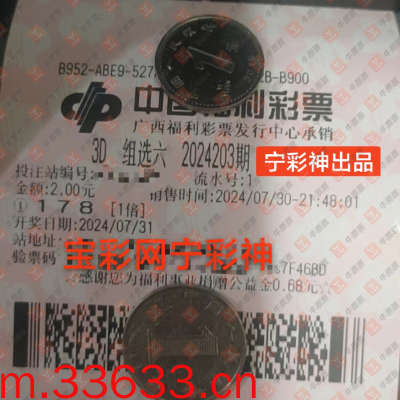 B952-ABE9-527
2B-B900
中国福利彩票
广西福利彩票发行中心承销
3D 组选六 2024203期
宁彩神出品
投注站编号:
流水号:1
金额:2.00元
销售时间:2024/07/30-21:48:01
① 178 [1倍]
开奖日期:2024/07/31
站地址:
宝彩网宁彩神
验票码
7F46BD
感谢您为福利事业捐赠公益金0.68元
m.33633.cn